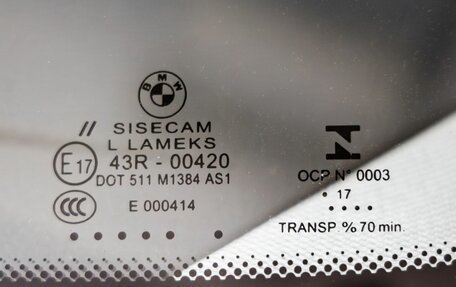 BMW
// SISECAM
L LAMEKS
E17 43R - 00420
DOT 511 M1384 AS1
CCC E 000414
OCP N° 0003
17
TRANSP. % 70 min.